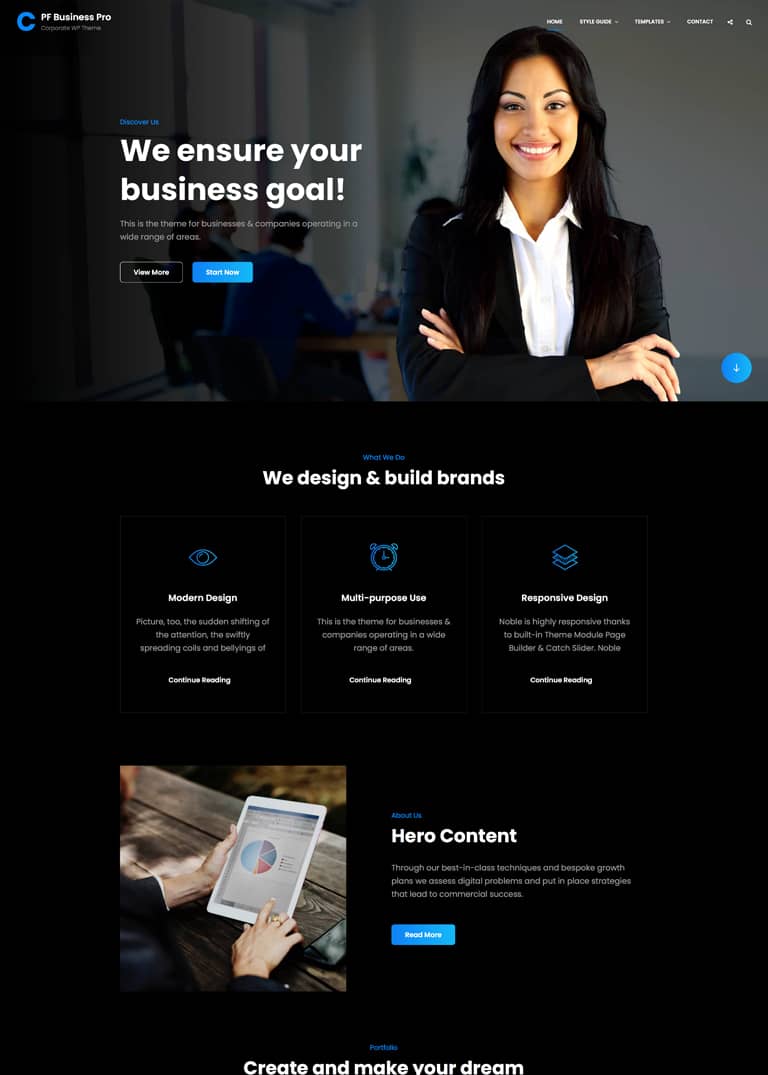 PF Business Pro
Corporate WP Theme
HOME
STYLE GUIDE
TEMPLATES
CONTACT
Discover Us
We ensure your
business goal!
This is the theme for businesses & companies operating in a
wide range of areas.
View More
Start Now
What We Do
We design & build brands
Modern Design
Picture, too, the sudden shifting of
the attention, the swiftly
spreading coils and bellyings of
Continue Reading
Multi-purpose Use
This is the theme for businesses &
companies operating in a wide
range of areas.
Continue Reading
Responsive Design
Noble is highly responsive thanks
to built-in Theme Module Page
Builder & Catch Slider. Noble
Continue Reading
About Us
Hero Content
Through our best-in-class techniques and bespoke growth
plans we assess digital problems and put in place strategies
that lead to commercial success.
Read More
Portfolio
Create and make your dream